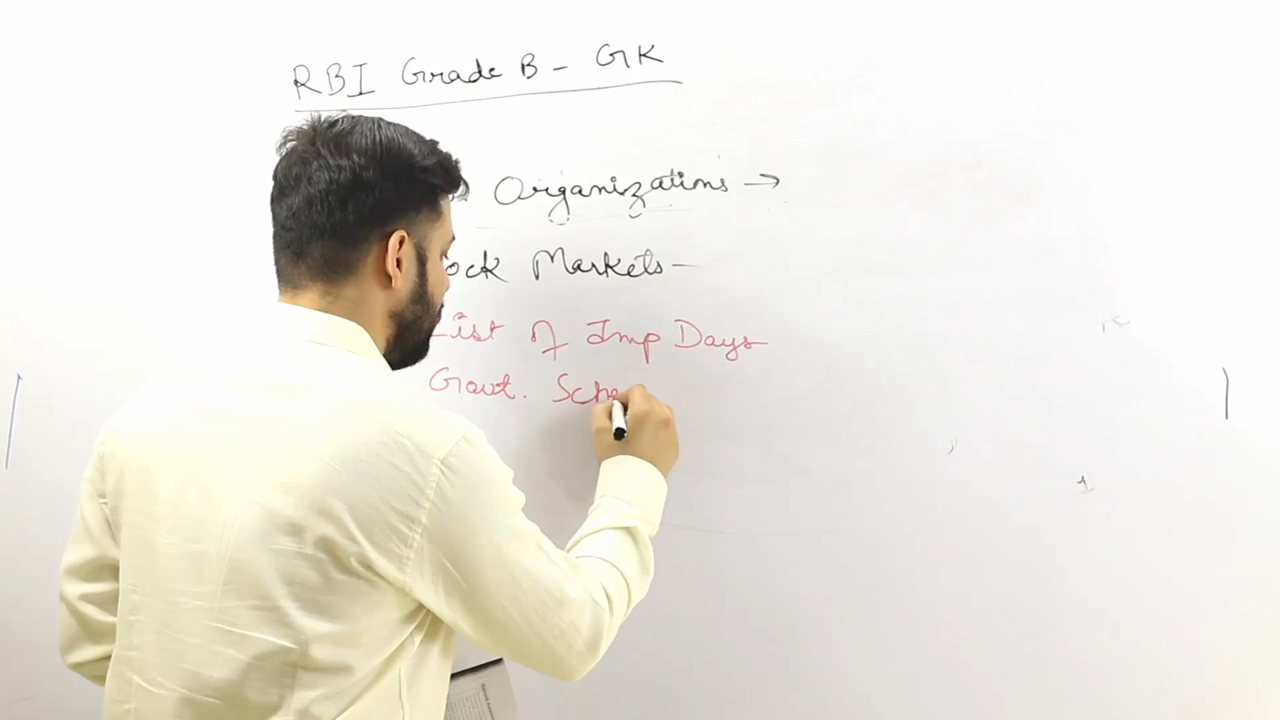 RBI Grade B - GK
Organizations →
ock Markets -
List of Imp Days
Govt. Sche